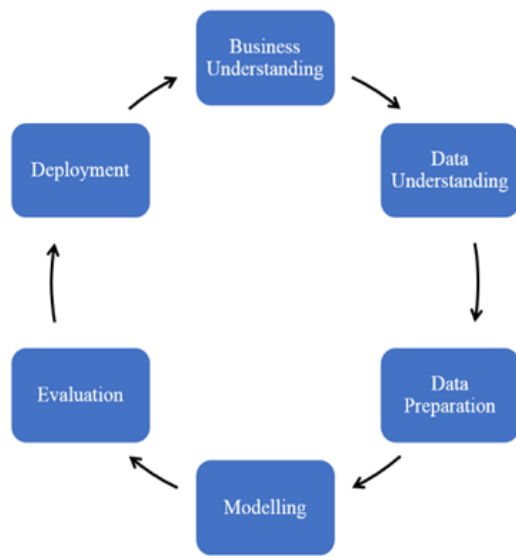 Business
Understanding
Data
Understanding
Data
Preparation
Modelling
Evaluation
Deployment